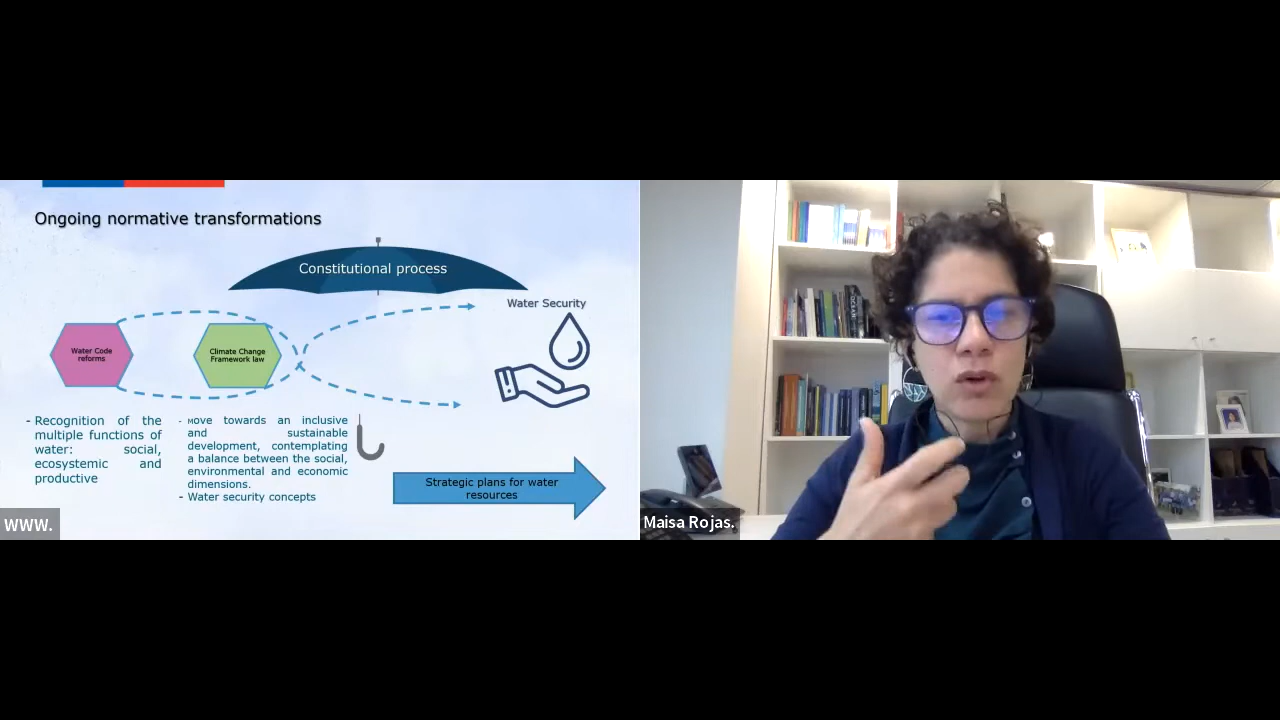 Ongoing normative transformations
Constitutional process
Water Security
Water Code
reforms
Climate Change
Framework law
- Recognition of the
multiple functions of
water: social,
ecosystemic and
productive
- Move towards an inclusive
and sustainable
development, contemplating
a balance between the social,
environmental and economic
dimensions.
- Water security concepts
Strategic plans for water
resources
WWW.
Maisa Rojas.